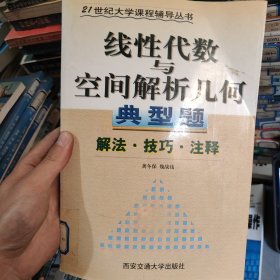 21世纪大学课程辅导丛书
线性代数
与
空间解析几何
典型题
解法·技巧·注释
西安交通大学出版社